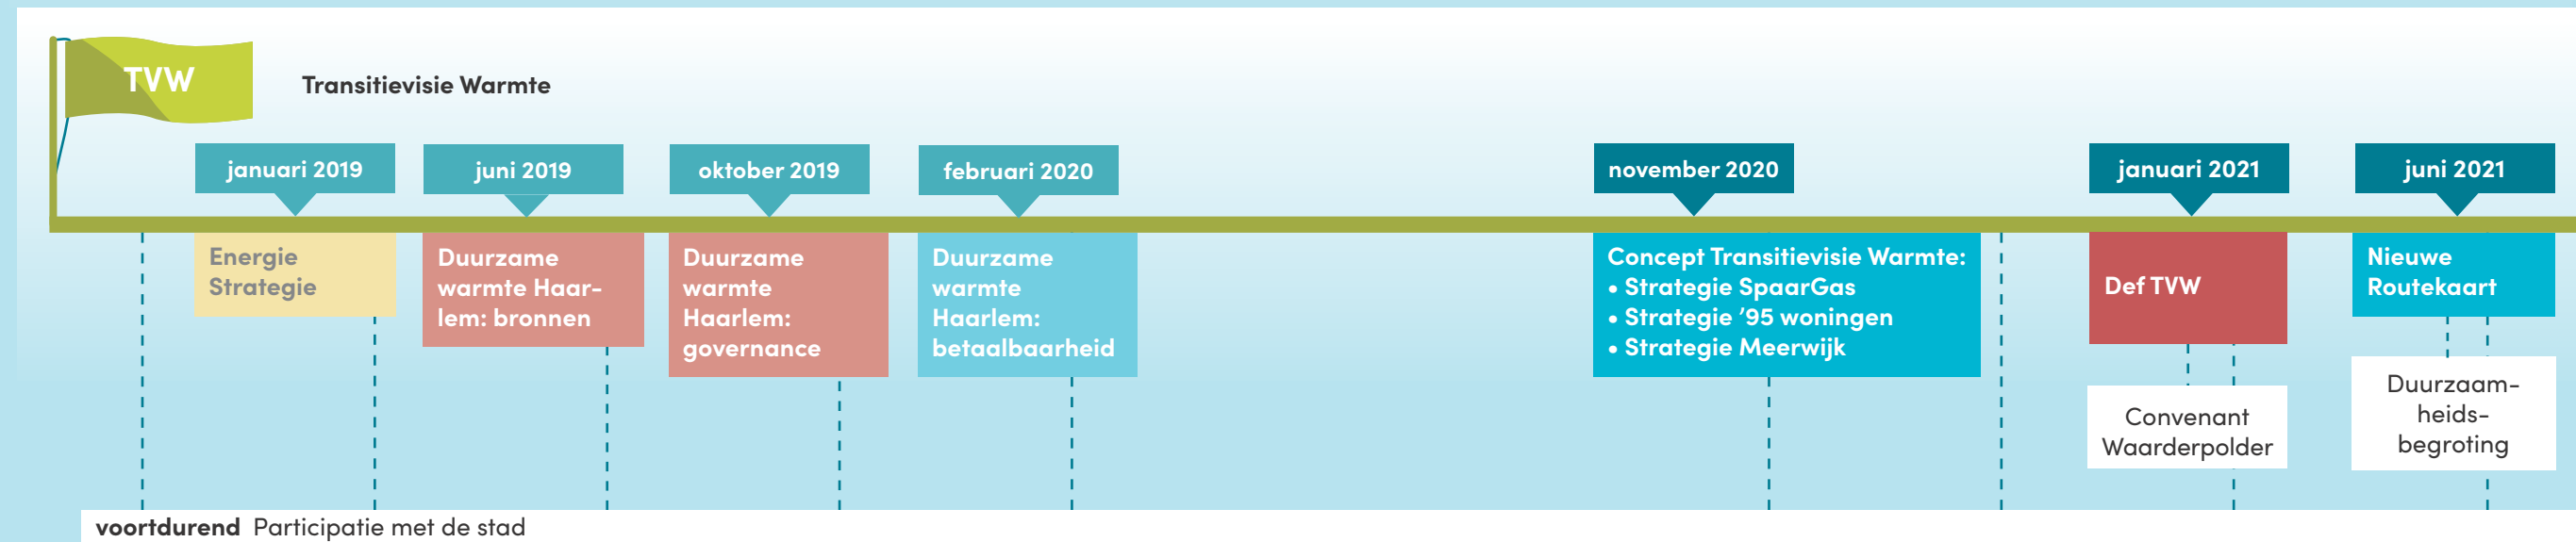 TVW
Transitievisie Warmte
januari 2019
juni 2019
oktober 2019
februari 2020
november 2020
januari 2021
juni 2021
Energie
Strategie
Duurzame
warmte Haar-
lem: bronnen
Duurzame
warmte
Haarlem:
governance
Duurzame
warmte
Haarlem:
betaalbaarheid
Concept Transitievisie Warmte:
• Strategie SpaarGas
• Strategie ’95 woningen
• Strategie Meerwijk
Def TVW
Nieuwe
Routekaart
Convenant
Waarderpolder
Duurzaam-
heids-
begroting
voortdurend Participatie met de stad